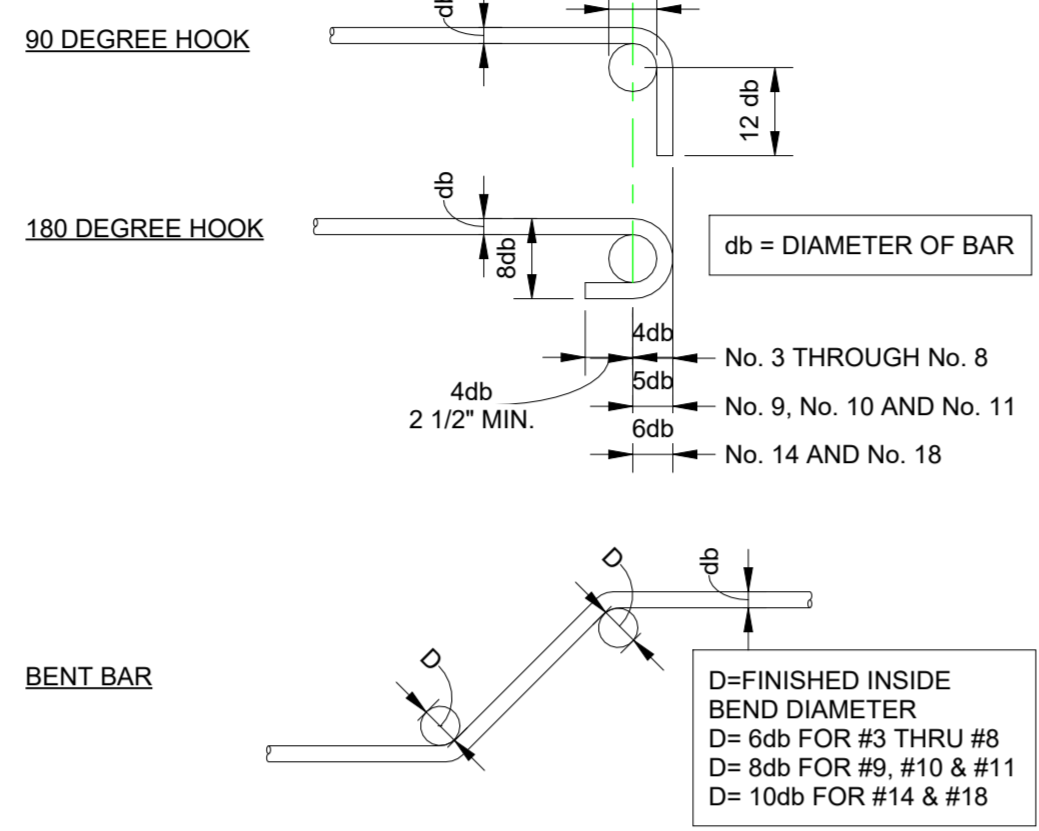 db
90 DEGREE HOOK
12 db
db
180 DEGREE HOOK
8db
db = DIAMETER OF BAR
4db
No. 3 THROUGH No. 8
5db
4db
2 1/2" MIN.
No. 9, No. 10 AND No. 11
6db
No. 14 AND No. 18
D
db
D
BENT BAR
D=FINISHED INSIDE
BEND DIAMETER
D= 6db FOR #3 THRU #8
D= 8db FOR #9, #10 & #11
D= 10db FOR #14 & #18